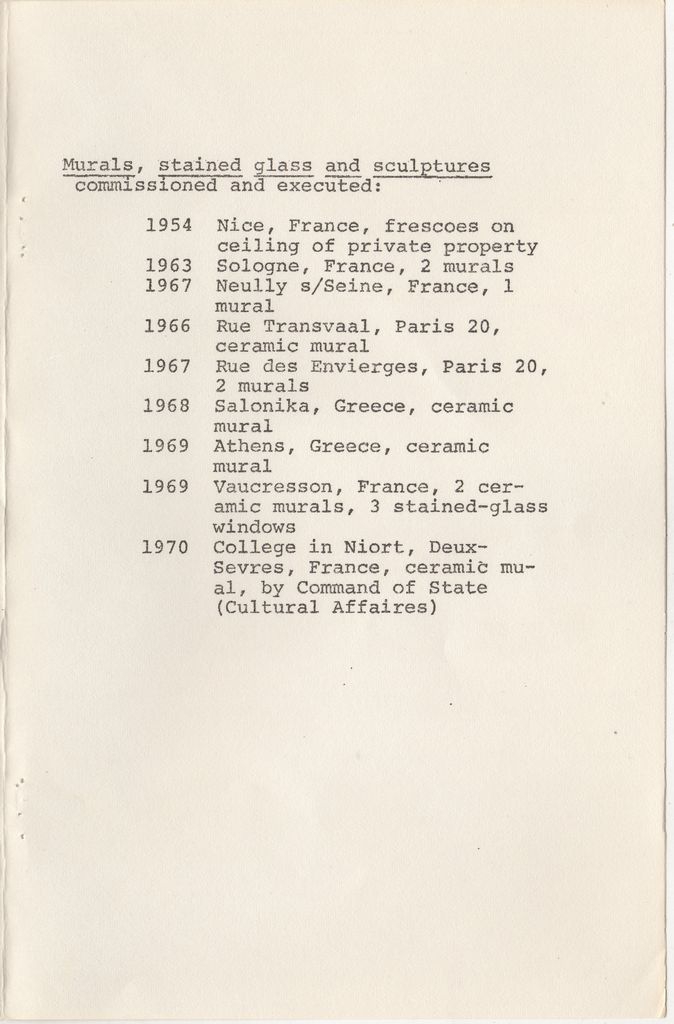 Murals, stained glass and sculptures
commissioned and executed:
1954 Nice, France, frescoes on
ceiling of private property
1963 Sologne, France, 2 murals
1967 Neully s/Seine, France, 1
mural
1966 Rue Transvaal, Paris 20,
ceramic mural
1967 Rue des Envierges, Paris 20,
2 murals
1968 Salonika, Greece, ceramic
mural
1969 Athens, Greece, ceramic
mural
1969 Vaucresson, France, 2 cer-
amic murals, 3 stained-glass
windows
1970 College in Niort, Deux-
Sevres, France, ceramic mu-
al, by Command of State
(Cultural Affaires)